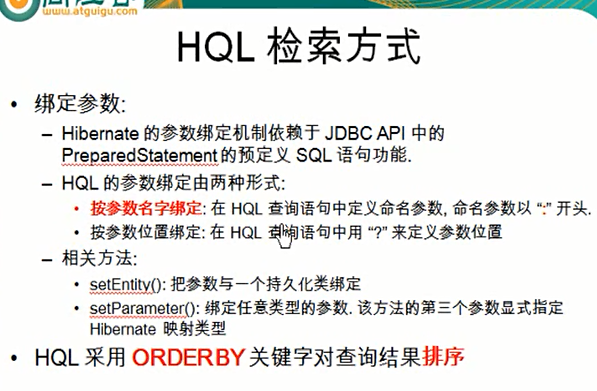 www.atguigu.com
HQL 检索方式
• 绑定参数:
– Hibernate 的参数绑定机制依赖于 JDBC API 中的
PreparedStatement 的预定义 SQL 语句功能.
– HQL 的参数绑定由两种形式:
• 按参数名字绑定: 在 HQL 查询语句中定义命名参数, 命名参数以 “:” 开头.
• 按参数位置绑定: 在 HQL 查询语句中用 “?” 来定义参数位置
– 相关方法:
• setEntity(): 把参数与一个持久化类绑定
• setParameter(): 绑定任意类型的参数. 该方法的第三个参数显式指定
Hibernate 映射类型
• HQL 采用 ORDERBY 关键字对查询结果排序